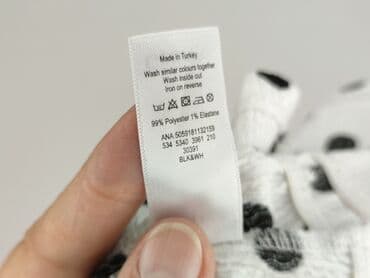 Made in Turkey
Wash similar colours together
Wash inside out
Iron on reverse
99% Polyester 1% Elastane
ANA 5059181132159
534 5340 3961 210
30391
BLK&WH